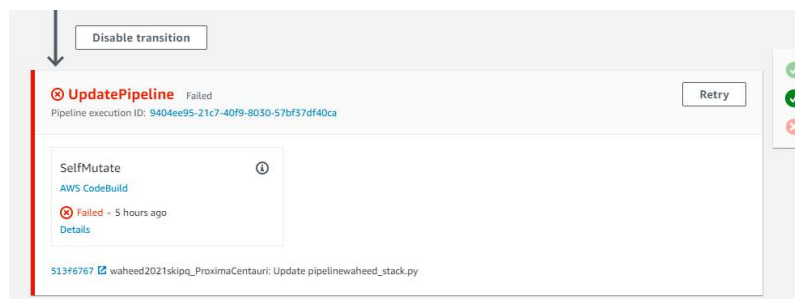 Disable transition
UpdatePipeline Failed
Retry
Pipeline execution ID: 9404ee95-21c7-40f9-8030-57bf37df40ca
SelfMutate
AWS CodeBuild
Failed - 5 hours ago
Details
513f6767 waheed2021skipq_ProximaCentauri: Update pipelinewaheed_stack.py